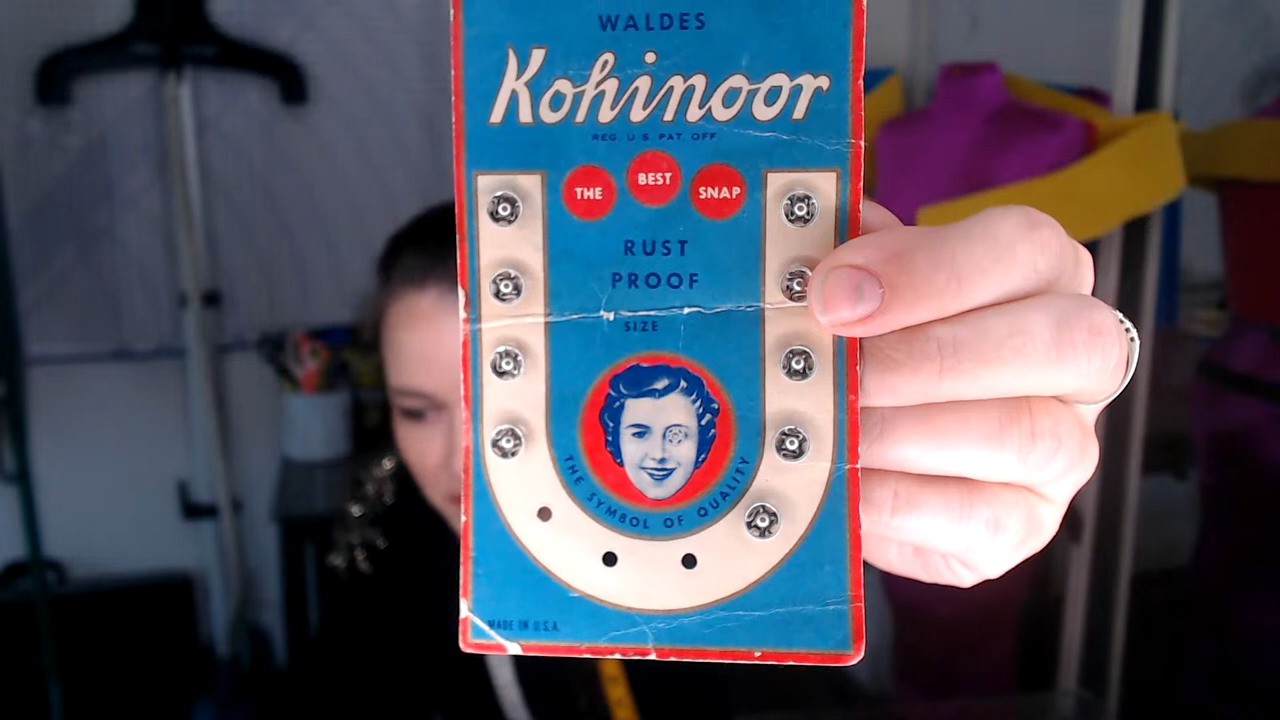 WALDES
Kohinoor
REG. U.S. PAT. OFF.
THE BEST SNAP
RUST
PROOF
SIZE
THE SYMBOL OF QUALITY
MADE IN U.S.A.